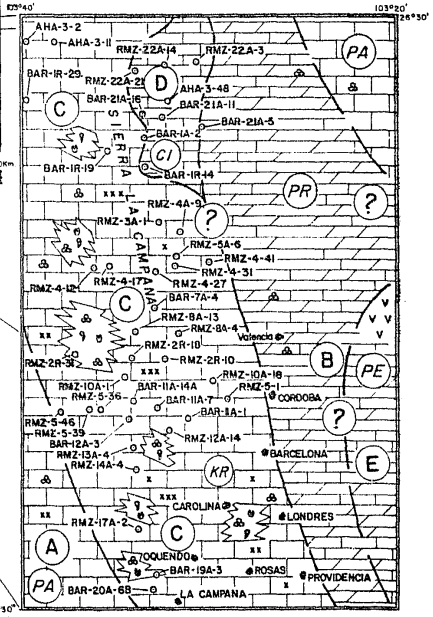 103°40'
103°20'
26°30'
AHA-3-2
AHA-3-11
RMZ-22A-14
RMZ-22A-3
PA
BAR-1R-29
RMZ-22A-21
D
AHA-3-48
C
BAR-21A-16
BAR-21A-11
BAR-21A-5
SIERRA LA CAMPANA
BAR-1A-2
CI
BAR-1R-19
BAR-1R-14
PR
?
RMZ-4A-9
RMZ-3A-1
?
RMZ-5A-6
RMZ-4-41
RMZ-4-31
RMZ-4-12
RMZ-4-17
RMZ-4-27
C
BAR-7A-4
RMZ-8A-13
RMZ-8A-4
Valencia
RMZ-2R-18
B
RMZ-2R-31
RMZ-2R-10
PE
RMZ-10A-1
BAR-11A-14A
RMZ-10A-18
RMZ-5-36
BAR-11A-7
RMZ-5-1
CORDOBA
RMZ-5-46
BAR-1A-1
?
RMZ-5-39
BAR-12A-3
RMZ-12A-14
RMZ-13A-4
BARCELONA
RMZ-14A-4
KR
E
CAROLINA
LONDRES
RMZ-17A-2
C
A
OQUENDO
BAR-19A-3
ROSAS
PROVIDENCIA
PA
BAR-20A-6B
LA CAMPANA